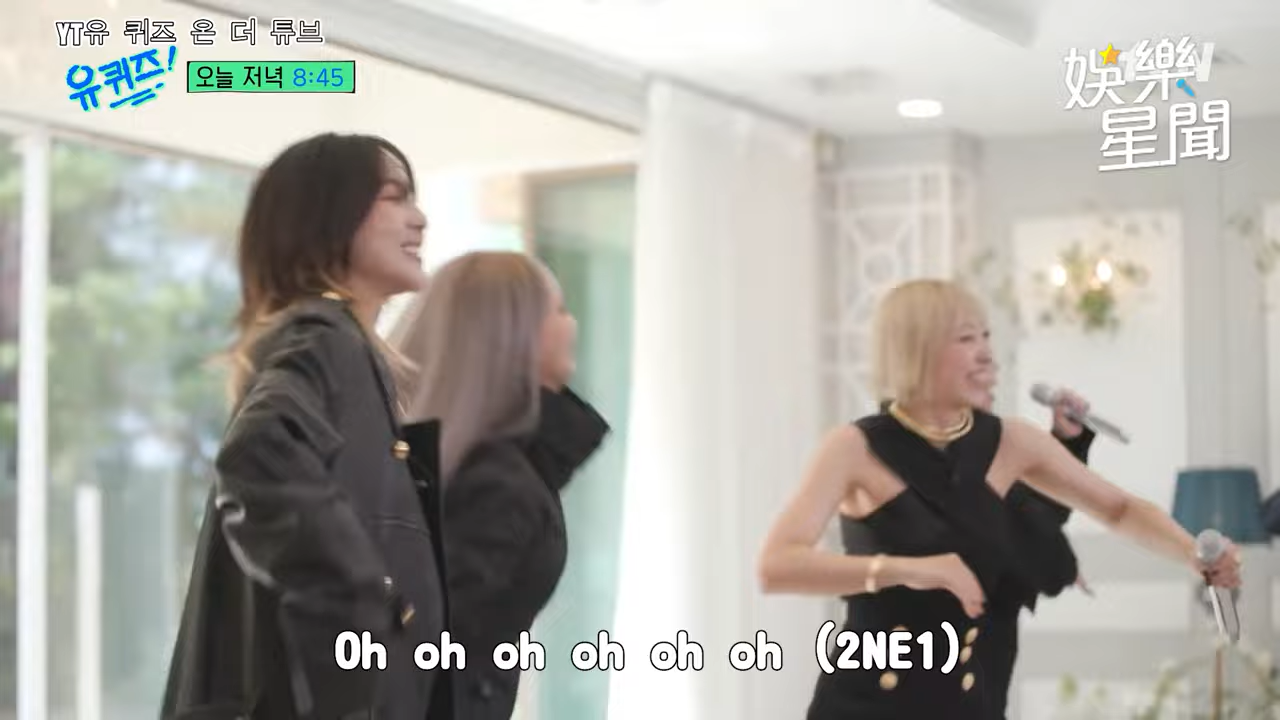 YT유 퀴즈 온 더 튜브
유퀴즈!
오늘 저녁 8:45
娛樂
星聞
Oh oh oh oh oh oh (2NE1)